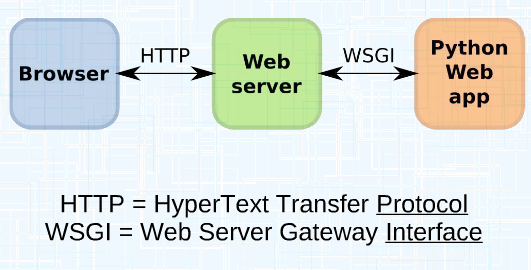 Browser
HTTP
Web
server
WSGI
Python
Web
app
HTTP = HyperText Transfer Protocol
WSGI = Web Server Gateway Interface